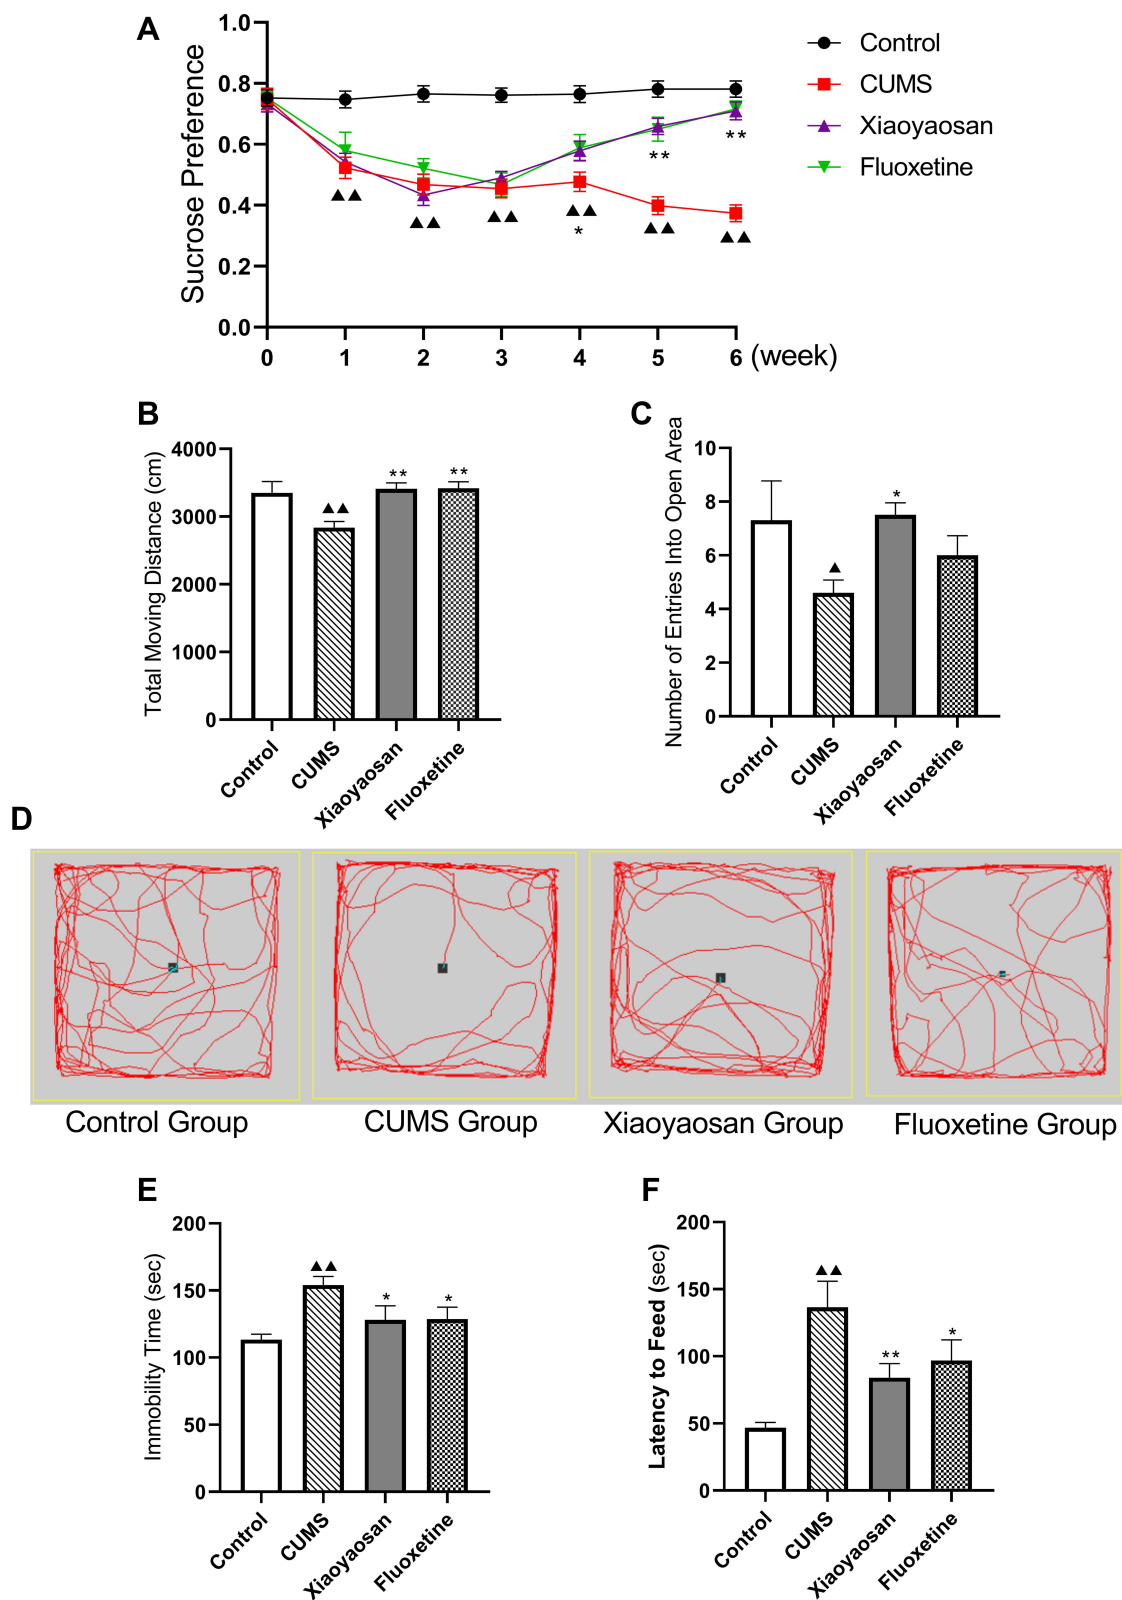 A
Sucrose Preference
1.0
0.8
0.6
0.4
0.2
0.0
0 1 2 3 4 5 6 (week)
Control
CUMS
Xiaoyaosan
Fluoxetine
▲▲
▲▲
▲▲
▲▲
*
**
▲▲
**
▲▲
B
Total Moving Distance (cm)
4000
3000
2000
1000
0
▲▲
**
**
Control
CUMS
Xiaoyaosan
Fluoxetine
C
Number of Entries Into Open Area
10
8
6
4
2
0
▲
*
Control
CUMS
Xiaoyaosan
Fluoxetine
D
Control Group
CUMS Group
Xiaoyaosan Group
Fluoxetine Group
E
Immobility Time (sec)
200
150
100
50
0
▲▲
*
*
Control
CUMS
Xiaoyaosan
Fluoxetine
F
Latency to Feed (sec)
200
150
100
50
0
▲▲
**
*
Control
CUMS
Xiaoyaosan
Fluoxetine